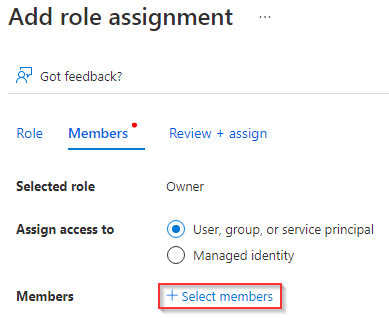 Add role assignment ...
Got feedback?
Role Members Review + assign
Selected role Owner
Assign access to User, group, or service principal
Managed identity
Members + Select members